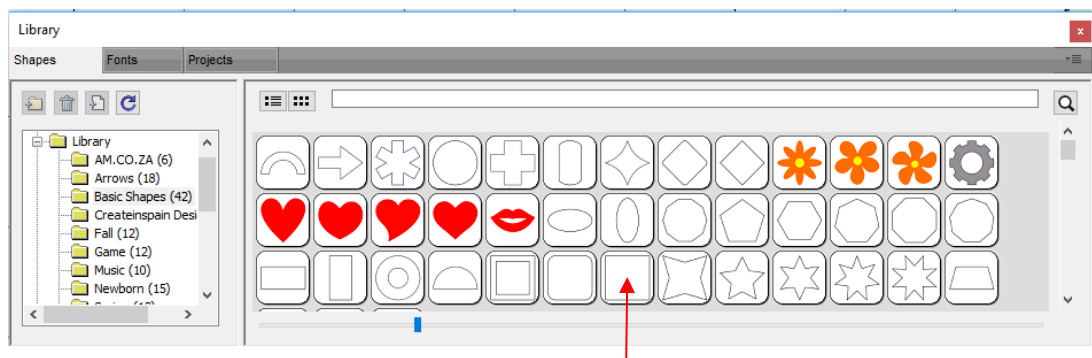 Library
x
Shapes Fonts Projects
Library
AM.CO.ZA (6)
Arrows (18)
Basic Shapes (42)
Createinspain Desi
Fall (12)
Game (12)
Music (10)
Newborn (15)